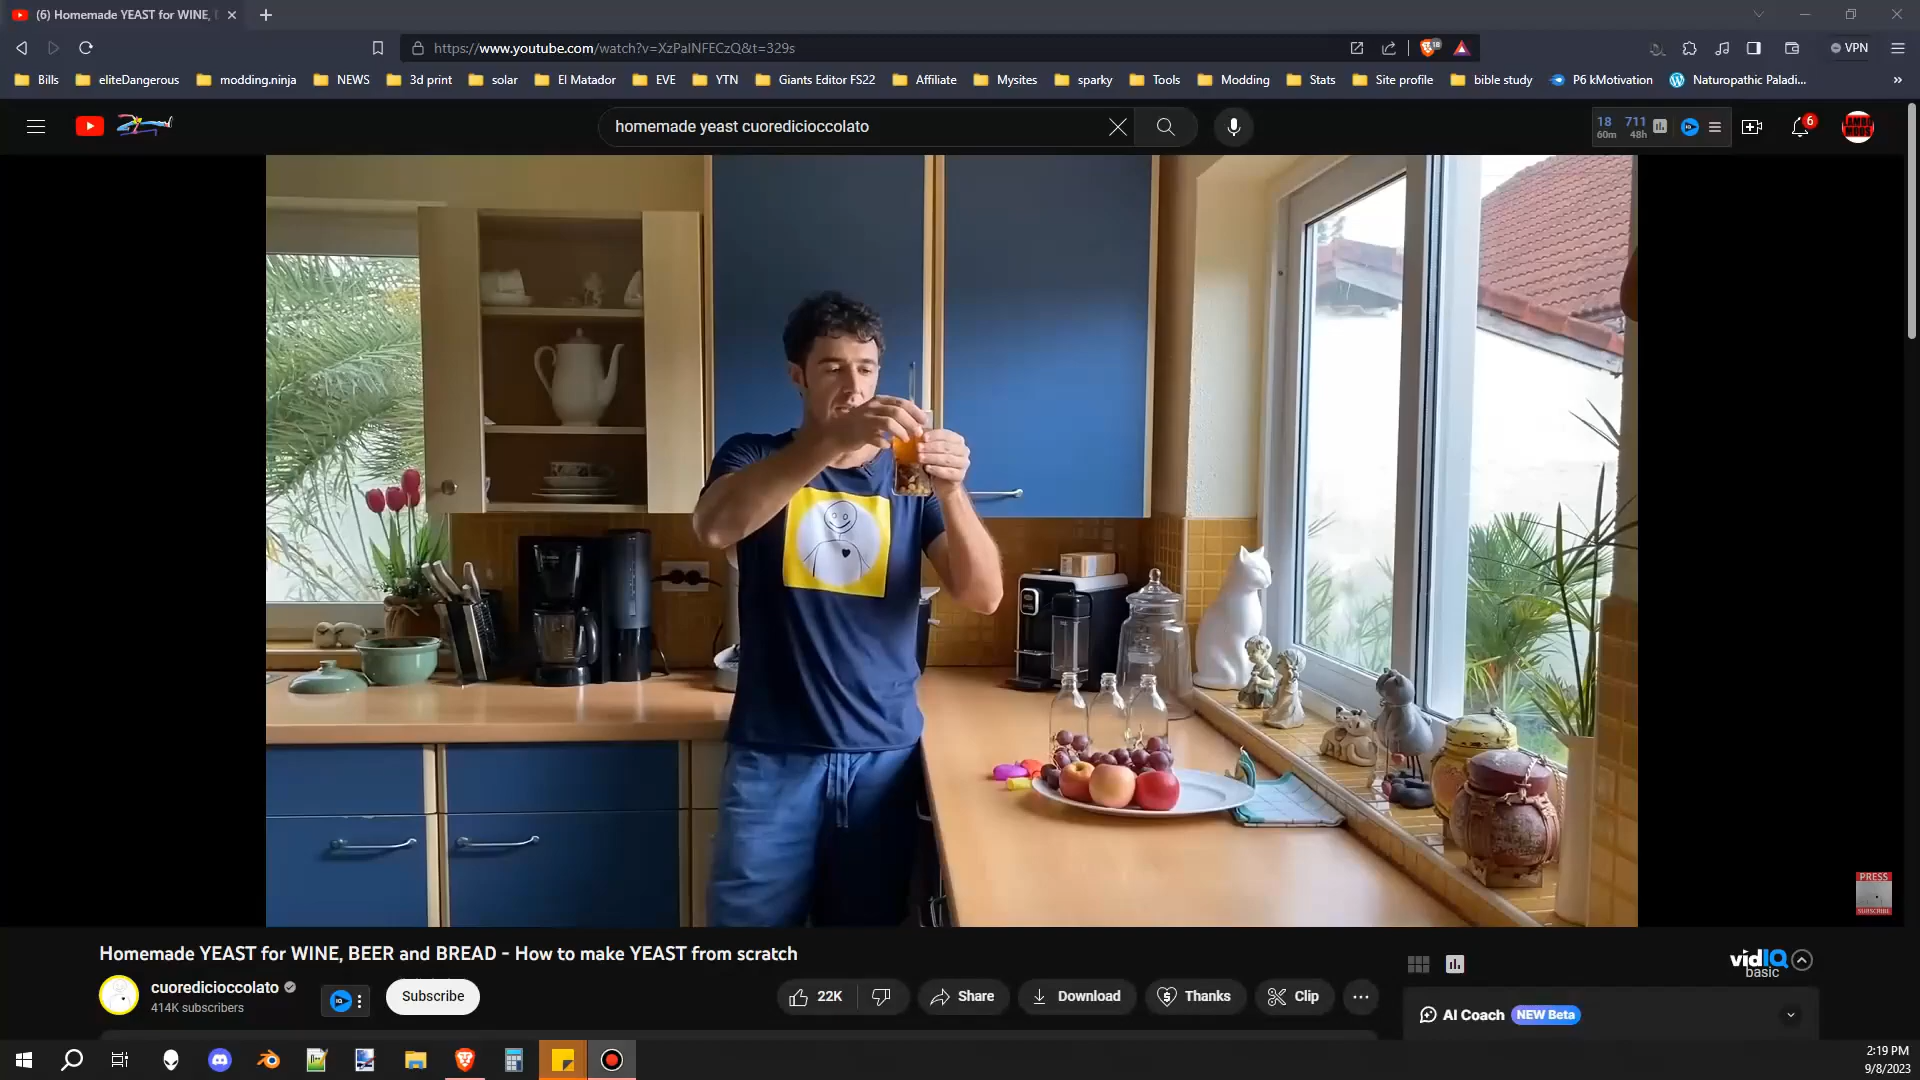 (6) Homemade YEAST for WINE,
https://www.youtube.com/watch?v=XzPaINFECzQ&t=329s
18
VPN
Bills
eliteDangerous
modding.ninja
NEWS
3d print
solar
El Matador
EVE
YTN
Giants Editor FS22
Affiliate
Mysites
sparky
Tools
Modding
Stats
Site profile
bible study
P6 kMotivation
Naturopathic Paladi...
homemade yeast cuoredicioccolato
18 711
60m 48h
6
PRESS
SUBSCRIBE
Homemade YEAST for WINE, BEER and BREAD - How to make YEAST from scratch
cuoredicioccolato
414K subscribers
Subscribe
22K
Share
Download
Thanks
Clip
vidIQ
basic
AI Coach NEW Beta
2:19 PM
9/8/2023